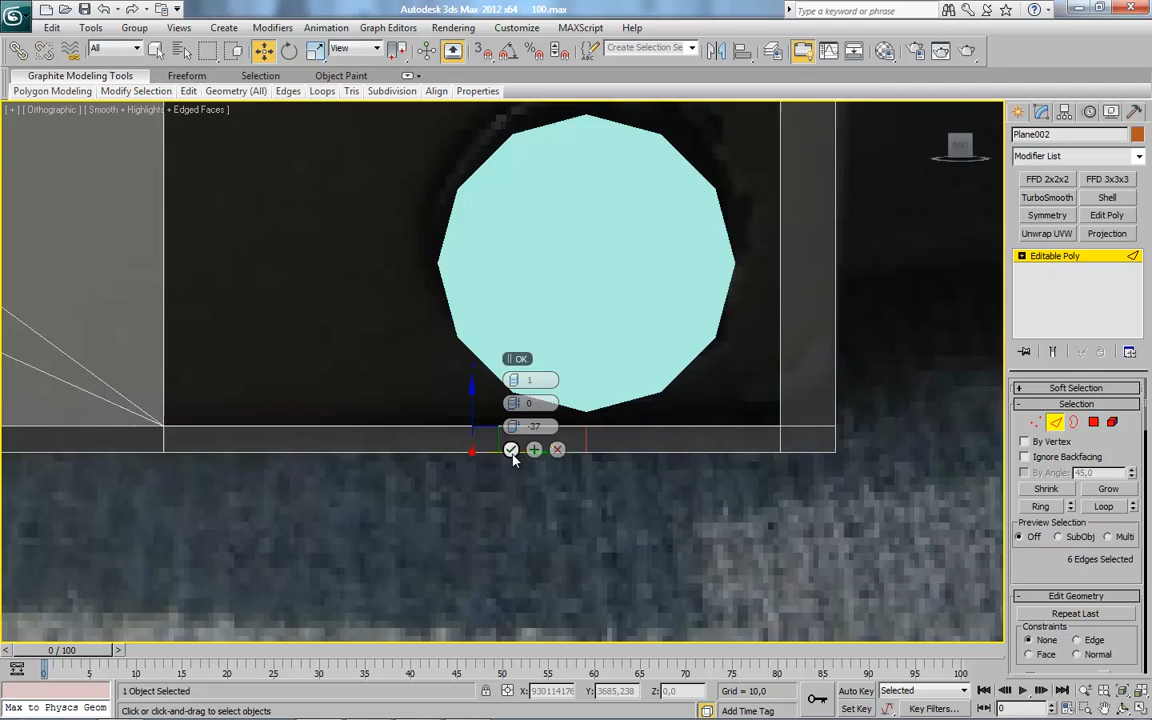 Autodesk 3ds Max 2012 x64 100.max
Type a keyword or phrase
Edit Tools Group Views Create Modifiers Animation Graph Editors Rendering Customize MAXScript Help
All View Create Selection Se
Graphite Modeling Tools Freeform Selection Object Paint
Polygon Modeling Modify Selection Edit Geometry (All) Edges Loops Tris Subdivision Align Properties
[ + ] [ Orthographic ] [ Smooth + Highlights + Edged Faces ]
FRONT
Plane002
Modifier List
FFD 2x2x2 FFD 3x3x3
TurboSmooth Shell
Symmetry Edit Poly
Unwrap UVW Projection
Editable Poly
OK
1
0
-37
+ Soft Selection
- Selection
By Vertex
Ignore Backfacing
By Angle: 45,0
Shrink Grow
Ring Loop
Preview Selection
Off SubObj Multi
6 Edges Selected
- Edit Geometry
Repeat Last
Constraints
None Edge
Face Normal
< 0 / 100 >
0 5 10 15 20 25 30 35 40 45 50 55 60 65 70 75 80 85 90 95 100
1 Object Selected X: 930114176 Y: 3685,238 Z: 0,0 Grid = 10,0 Auto Key Selected
Max to Physcs Geom Click or click-and-drag to select objects Add Time Tag Set Key Key Filters... 0